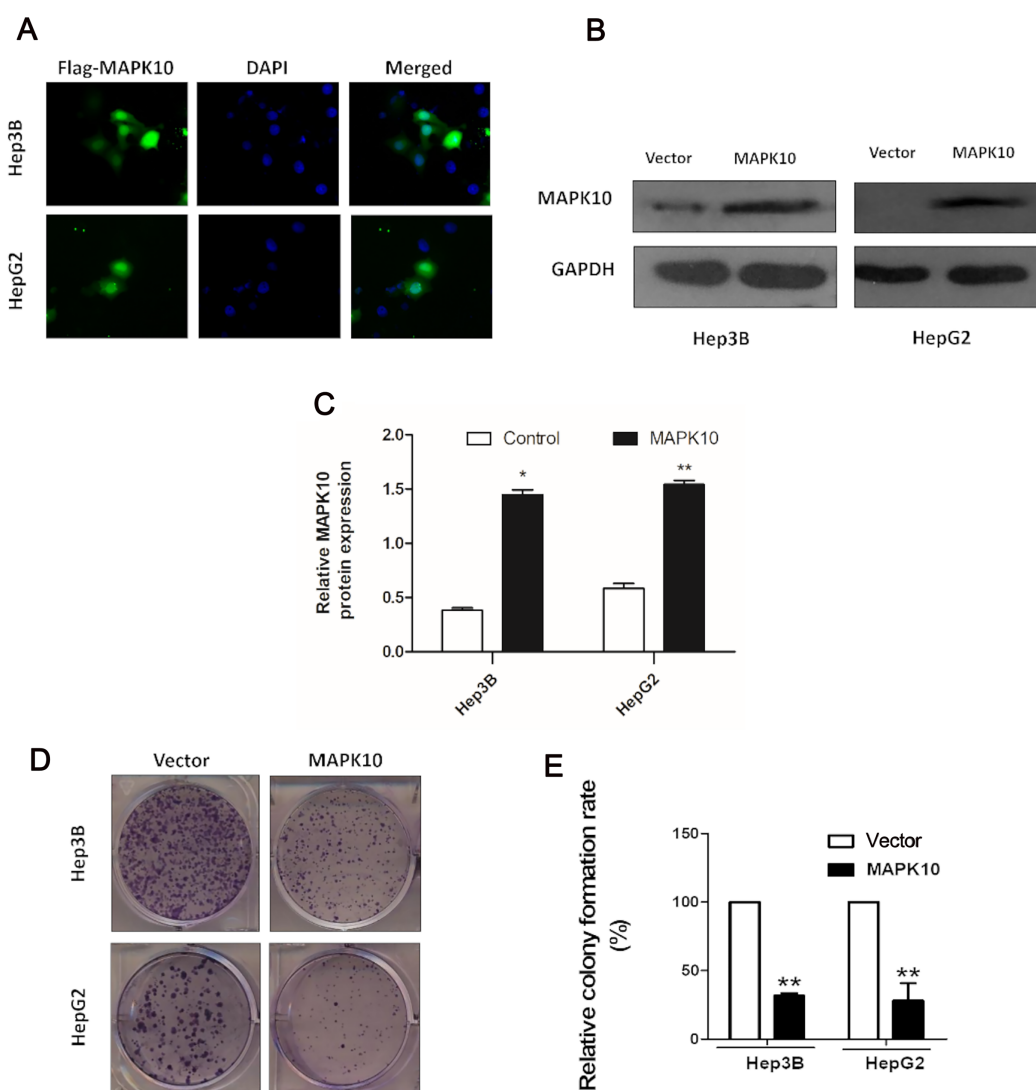 A
Flag-MAPK10 DAPI Merged
Hep3B
HepG2
B
Vector MAPK10 Vector MAPK10
MAPK10
GAPDH
Hep3B HepG2
C
Control MAPK10
Relative MAPK10
protein expression
2.0
1.5
1.0
0.5
0.0
* **
Hep3B HepG2
D
Vector MAPK10
Hep3B
HepG2
E
Relative colony formation rate
(%)
150
100
50
0
Vector
MAPK10
** **
Hep3B HepG2